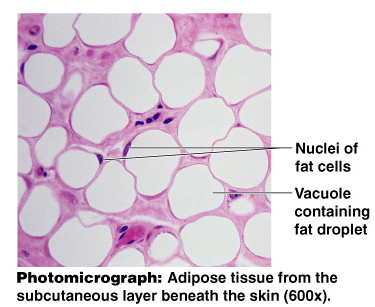 Nuclei of
fat cells
Vacuole
containing
fat droplet
Photomicrograph: Adipose tissue from the
subcutaneous layer beneath the skin (600x).